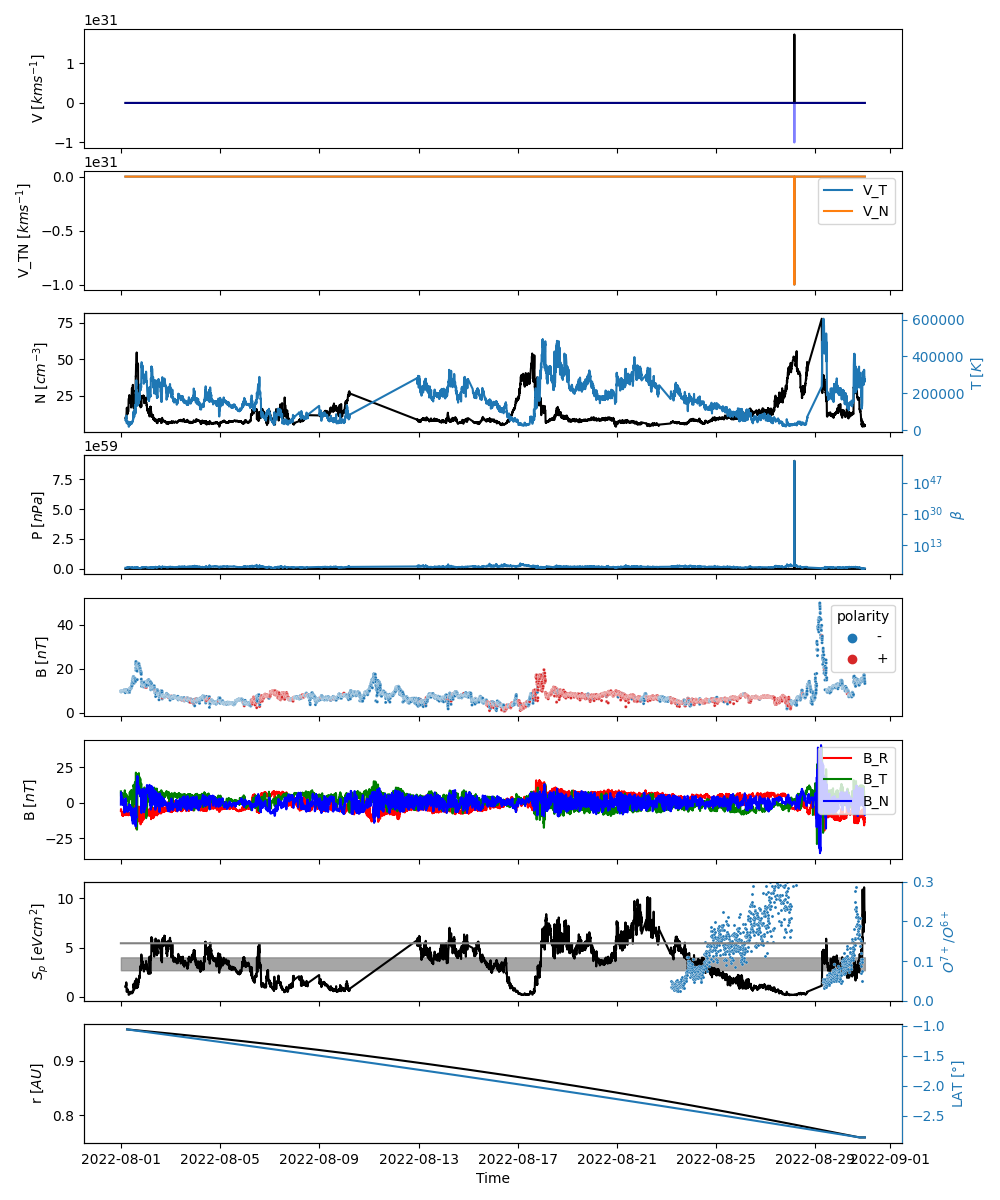 1e31
V [kms⁻¹]
1
0
−1
1e31
V_TN [kms⁻¹]
0.0
−0.5
−1.0
V_T
V_N
N [cm⁻³]
75
50
25
600000
400000
200000
0
T [K]
1e59
P [nPa]
7.5
5.0
2.5
0.0
10⁴⁷
10³⁰
10¹³
β
B [nT]
40
20
0
polarity
-
+
B [nT]
25
0
−25
B_R
B_T
B_N
Sₚ [eVcm²]
10
5
0
0.3
0.2
0.1
0.0
O⁷⁺/O⁶⁺
r [AU]
0.9
0.8
−1.0
−1.5
−2.0
−2.5
LAT [°]
2022-08-01 2022-08-05 2022-08-09 2022-08-13 2022-08-17 2022-08-21 2022-08-25 2022-08-29 2022-09-01
Time